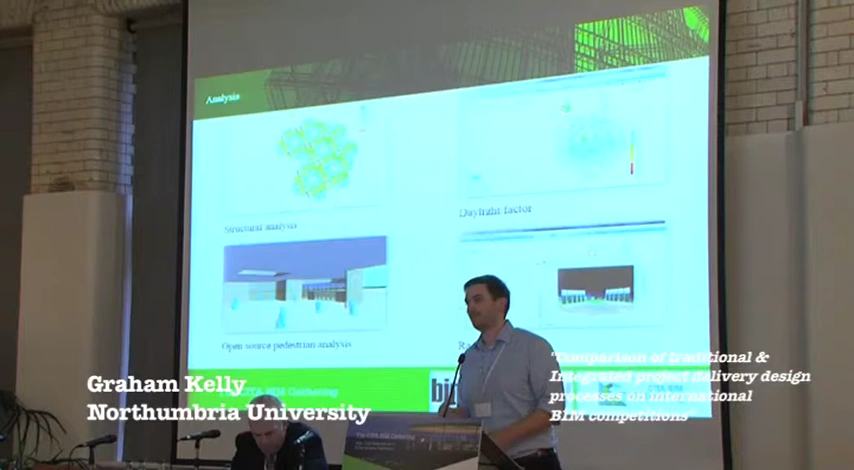 Analysis
Structural analysis
Daylight factor
Open source pedestrian analysis
Graham Kelly
Northumbria University
"Comparison of traditional &
Integrated project delivery design
processes on international
BIM competitions"